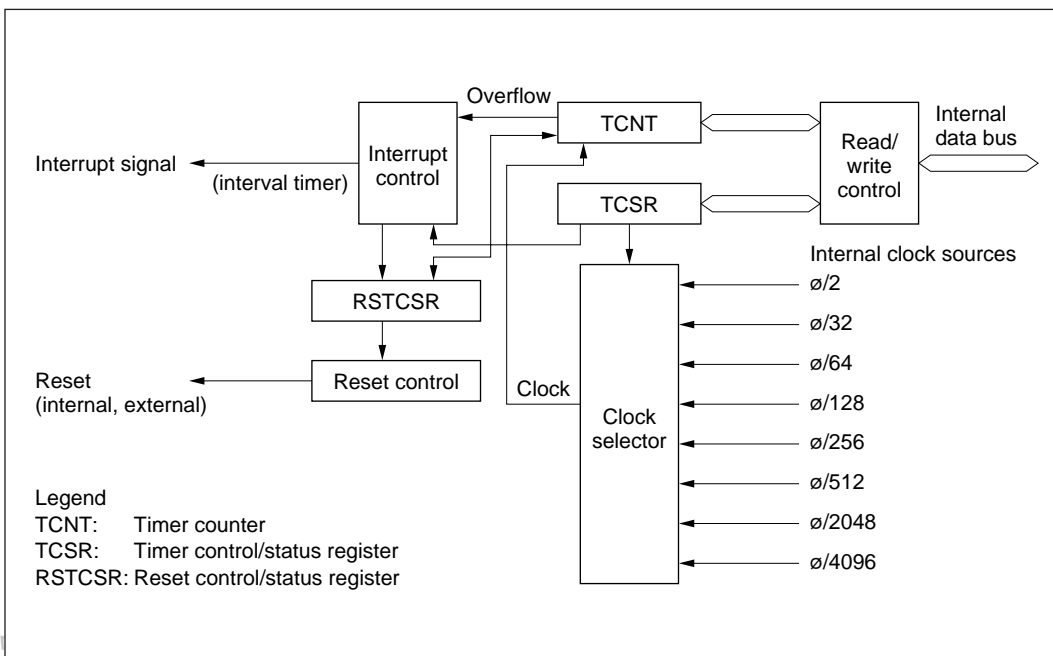 Overflow
TCNT
Internal
data bus
Read/
write
control
Interrupt
control
Interrupt signal
(interval timer)
TCSR
Internal clock sources
RSTCSR
ø/2
ø/32
ø/64
ø/128
ø/256
ø/512
ø/2048
ø/4096
Reset control
Reset
(internal, external)
Clock
Clock
selector
Legend
TCNT: Timer counter
TCSR: Timer control/status register
RSTCSR: Reset control/status register